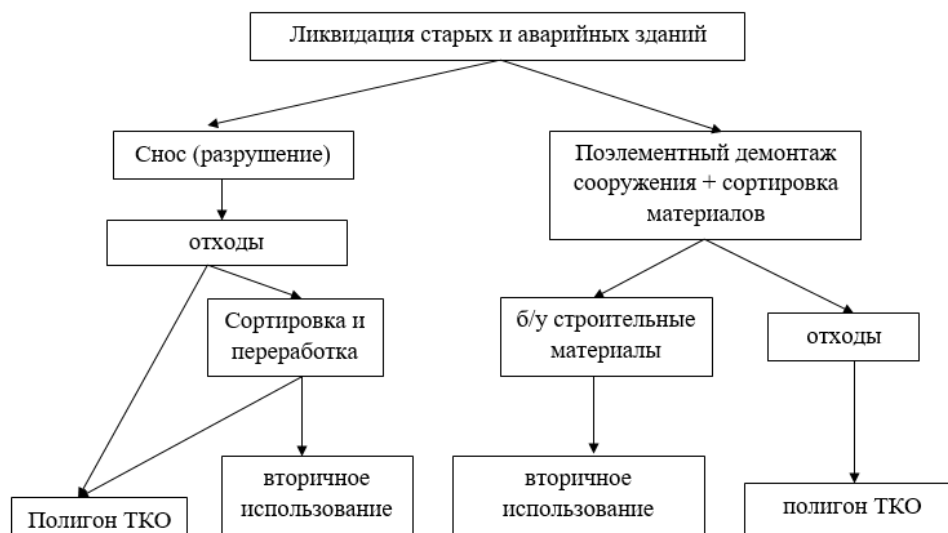 Ликвидация старых и аварийных зданий
Снос (разрушение)
Поэлементный демонтаж
сооружения + сортировка
материалов
отходы
Сортировка и
переработка
б/у строительные
материалы
отходы
Полигон ТКО
вторичное
использование
вторичное
использование
полигон ТКО